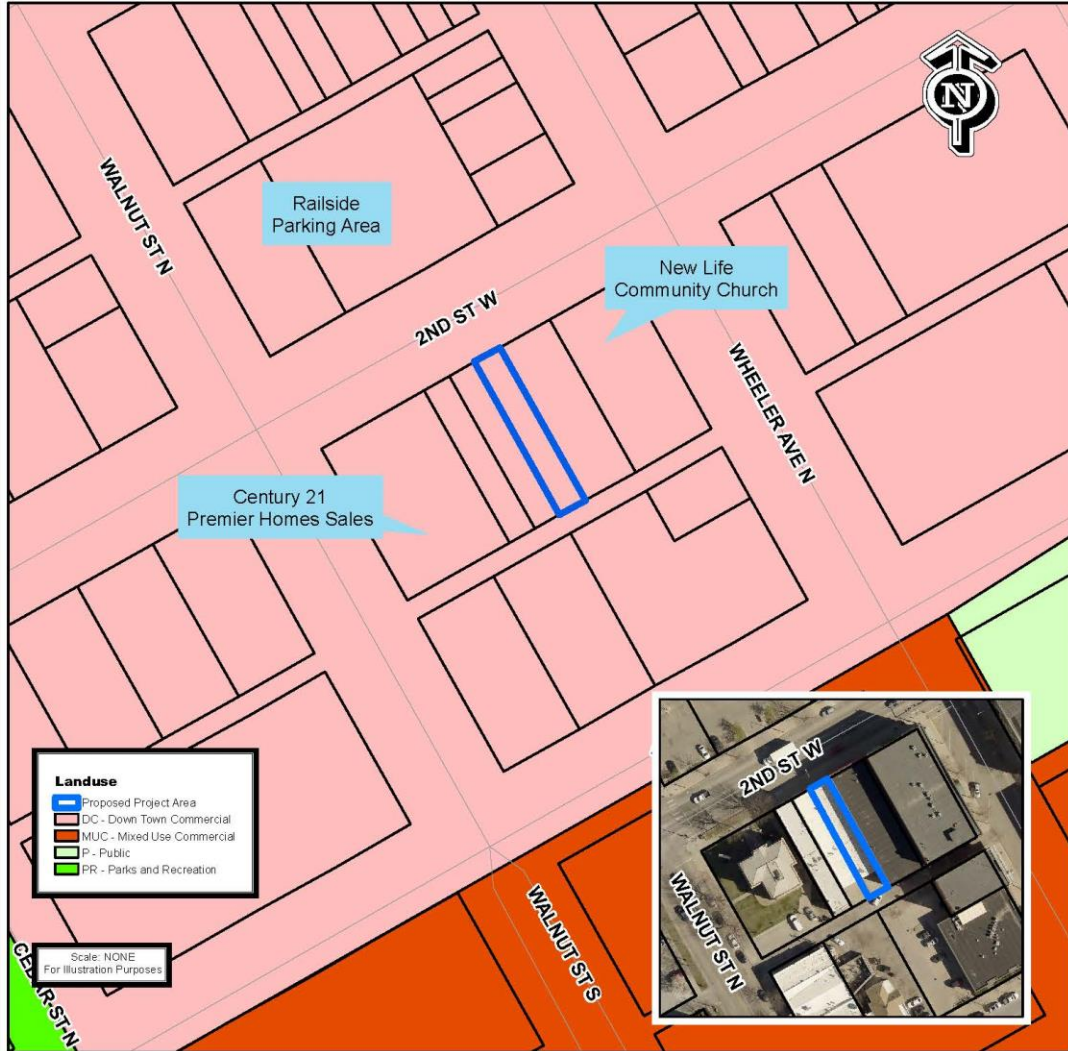 N
WALNUT ST N
Railside
Parking Area
New Life
Community Church
2ND ST W
WHEELER AVE N
Century 21
Premier Homes Sales
Landuse
Proposed Project Area
DC - Down Town Commercial
MUC - Mixed Use Commercial
P - Public
PR - Parks and Recreation
Scale: NONE
For Illustration Purposes
CEDAR-ST-N
WALNUT ST S
2ND ST W
WALNUT ST N